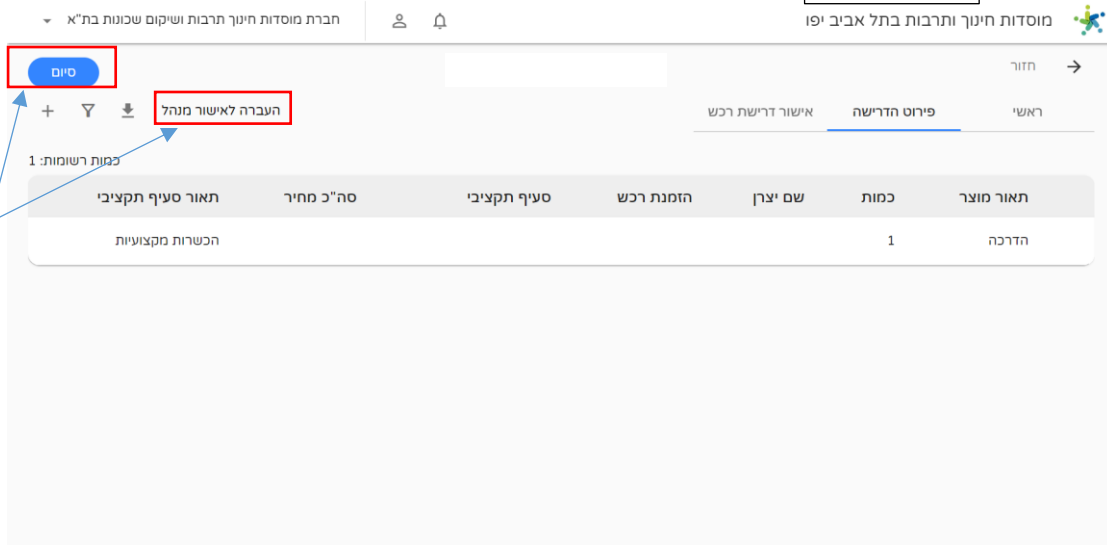 מוסדות חינוך ותרבות בתל אביב יפו
חברת מוסדות חינוך תרבות ושיקום שכונות בת"א
חזור
סיום
ראשי
פירוט הדרישה
אישור דרישת רכש
העברה לאישור מנהל
כמות רשומות: 1
תאור מוצר כמות שם יצרן הזמנת רכש סעיף תקציבי סה"כ מחיר תאור סעיף תקציבי
הדרכה 1 הכשרות מקצועיות